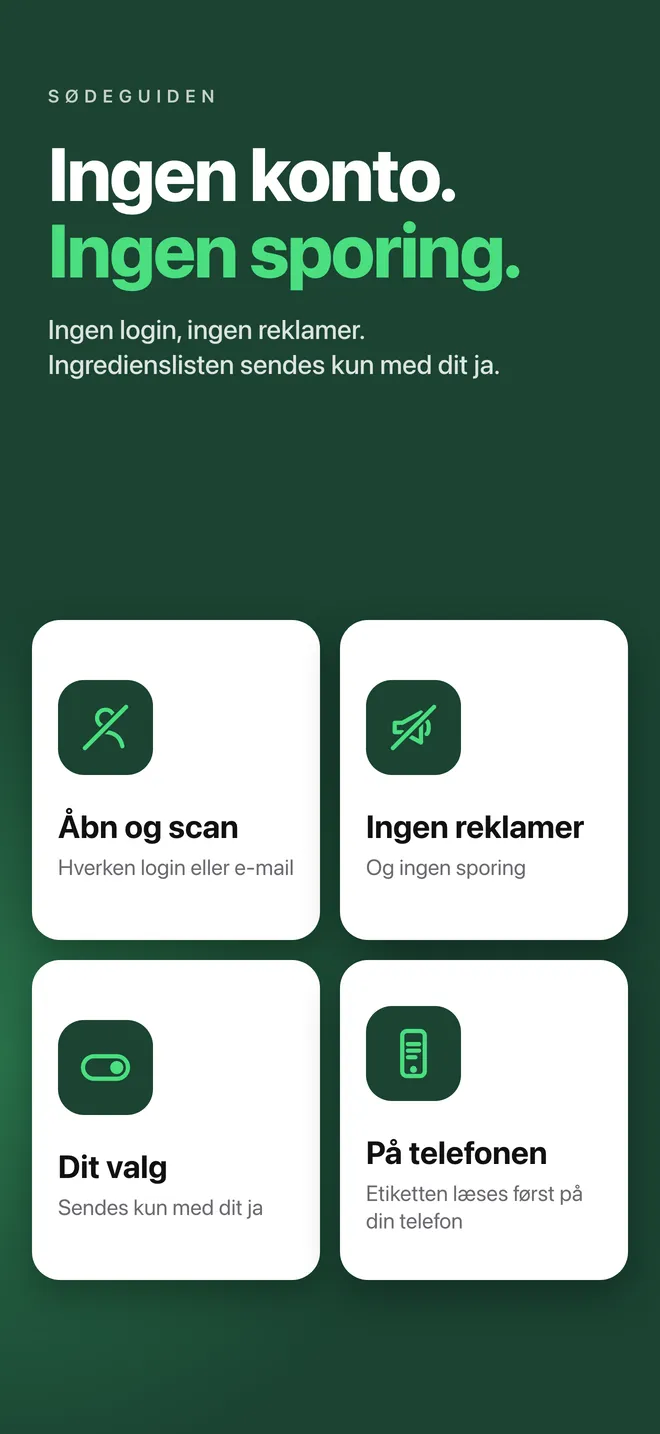 SØDEGUIDEN
Ingen konto.
Ingen sporing.
Ingen login, ingen reklamer.
Ingredienslisten sendes kun med dit ja.
Åbn og scan
Hverken login eller e-mail
Ingen reklamer
Og ingen sporing
Dit valg
Sendes kun med dit ja
På telefonen
Etiketten læses først på
din telefon